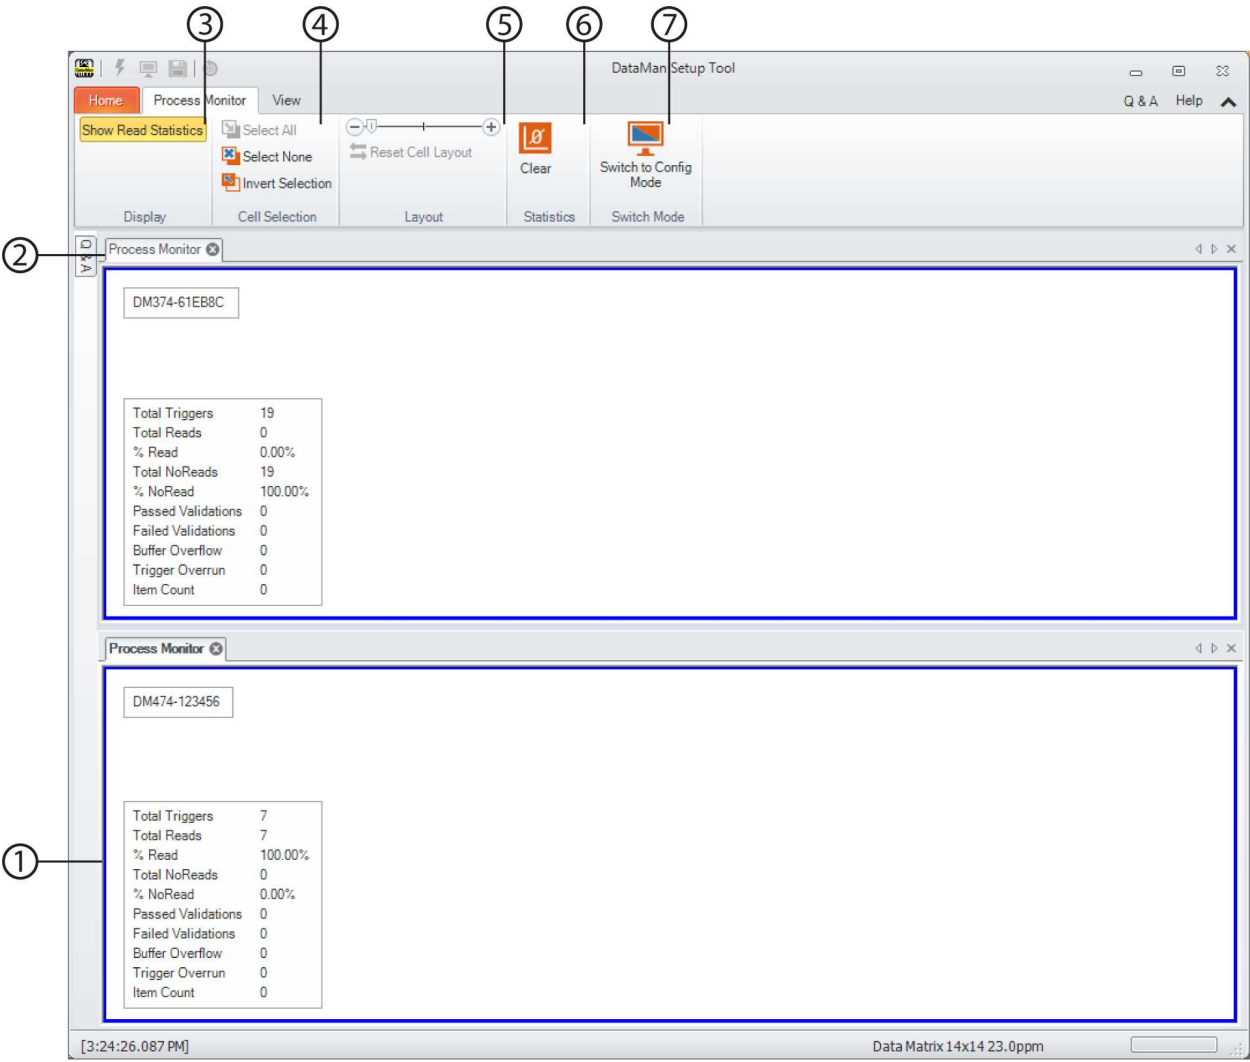 3 4 5 6 7
DataMan Setup Tool
Home Process Monitor View Q & A Help
Show Read Statistics Select All
Select None Reset Cell Layout
Invert Selection
Clear
Switch to Config
Mode
Display Cell Selection Layout Statistics Switch Mode
2
Q & A
Process Monitor
DM374-61EB8C
Total Triggers 19
Total Reads 0
% Read 0.00%
Total NoReads 19
% NoRead 100.00%
Passed Validations 0
Failed Validations 0
Buffer Overflow 0
Trigger Overrun 0
Item Count 0
Process Monitor
DM474-123456
1
Total Triggers 7
Total Reads 7
% Read 100.00%
Total NoReads 0
% NoRead 0.00%
Passed Validations 0
Failed Validations 0
Buffer Overflow 0
Trigger Overrun 0
Item Count 0
[3:24:26.087 PM] Data Matrix 14x14 23.0ppm